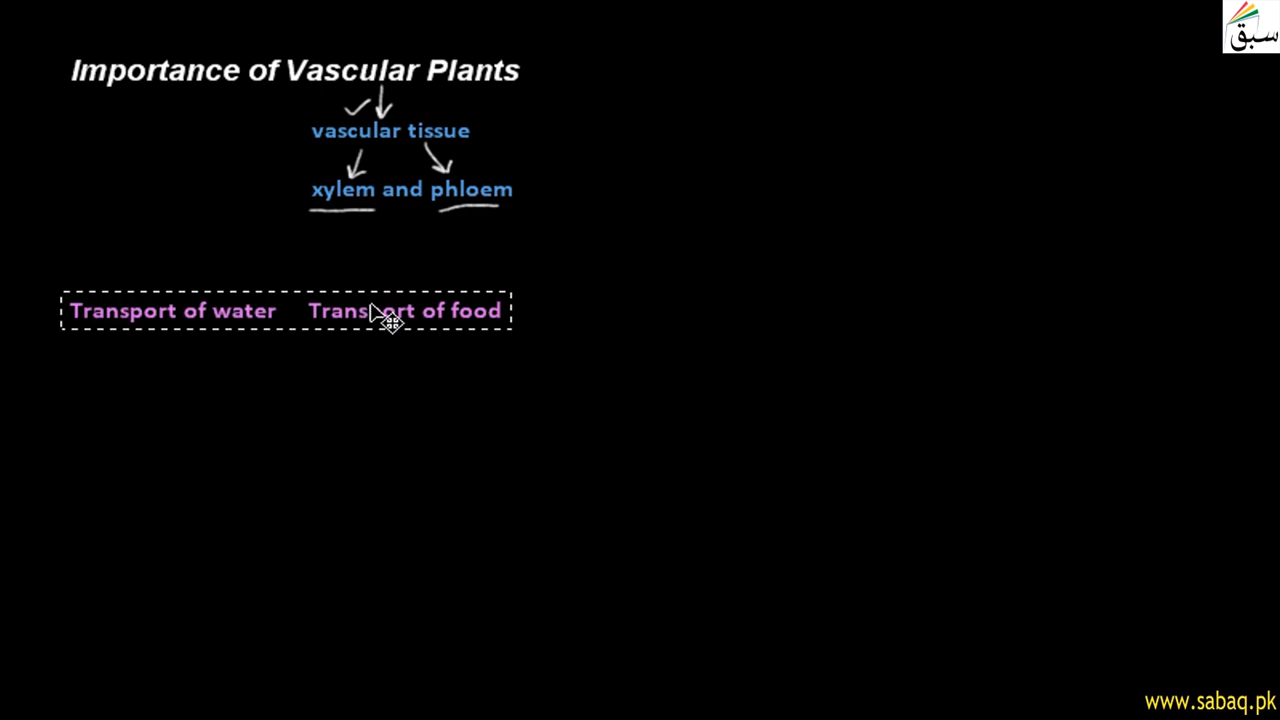 سبق
Importance of Vascular Plants
vascular tissue
xylem and phloem
Transport of water Transport of food
www.sabaq.pk